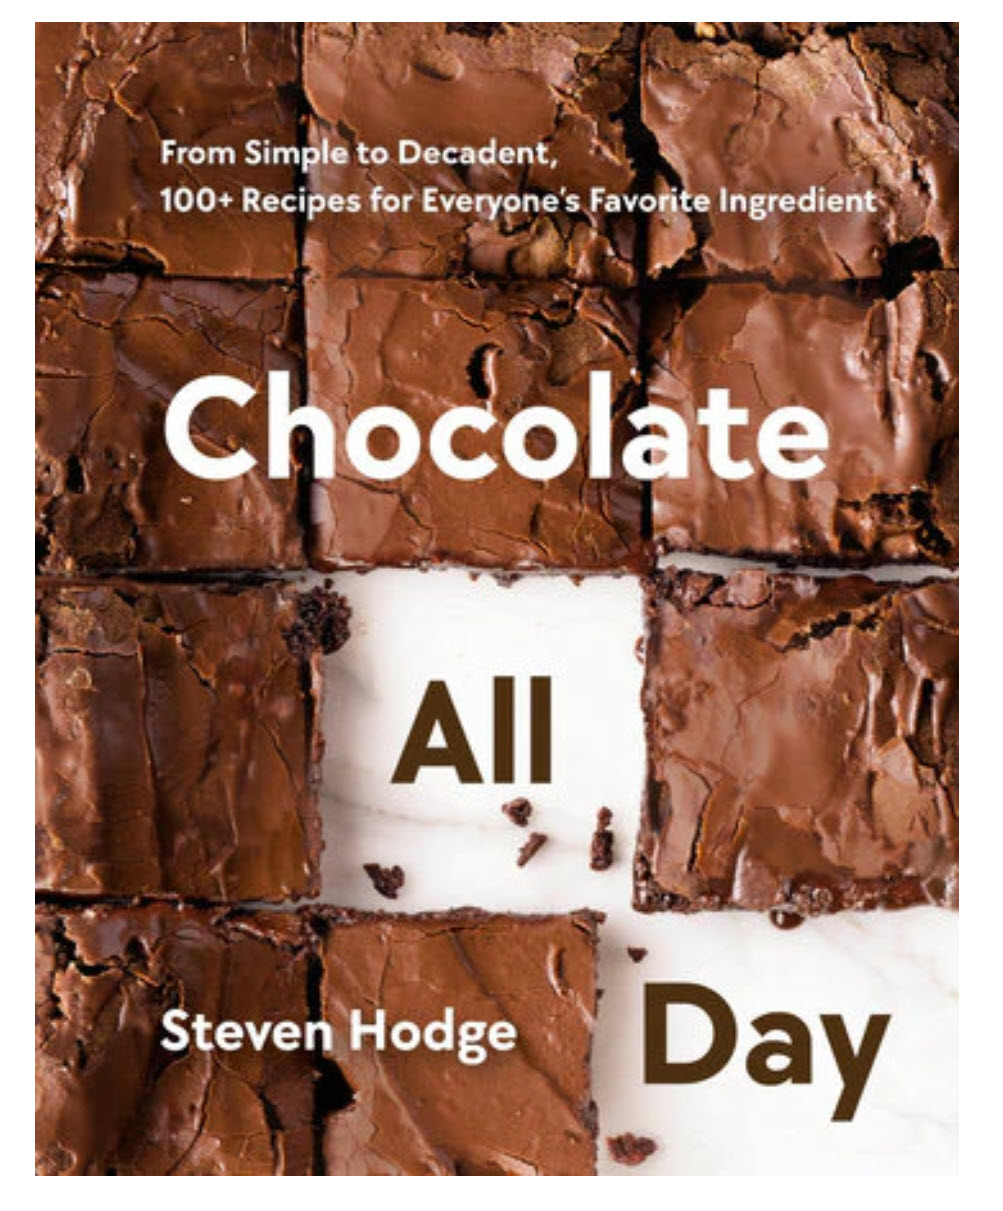 From Simple to Decadent,
100+ Recipes for Everyone's Favorite Ingredient
Chocolate
All
Day
Steven Hodge